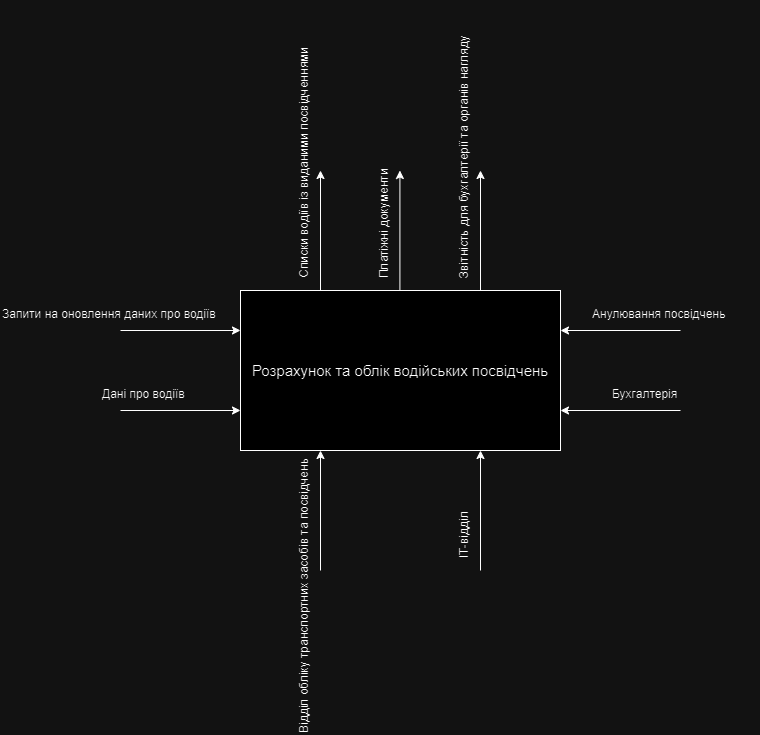 Списки водіїв із виданими посвідченнями
Платіжні документи
Звітність для бухгалтерії та органів нагляду
Запити на оновлення даних про водіїв
Анулювання посвідчень
Розрахунок та облік водійських посвідчень
Дані про водіїв
Бухгалтерія
Відділ обліку транспортних засобів та посвідчень
ІТ-відділ